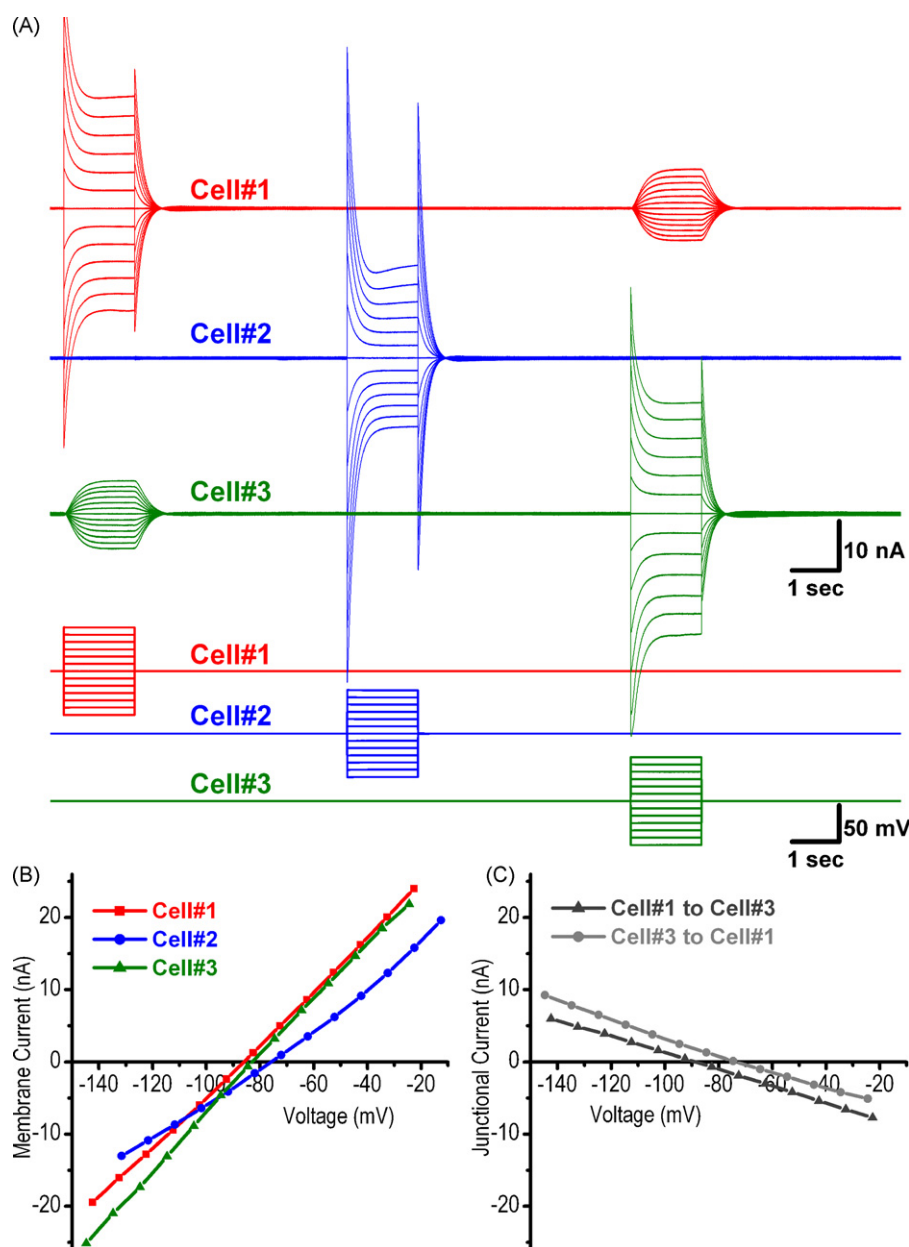 (A)
Cell#1
Cell#2
Cell#3
10 nA
1 sec
Cell#1
Cell#2
Cell#3
50 mV
1 sec
(B)
Cell#1
Cell#2
Cell#3
Membrane Current (nA)
20
10
0
-10
-20
-140 -120 -100 -80 -60 -40 -20
Voltage (mV)
(C)
Cell#1 to Cell#3
Cell#3 to Cell#1
Junctional Current (nA)
20
10
0
-10
-20
-140 -120 -100 -80 -60 -40 -20
Voltage (mV)